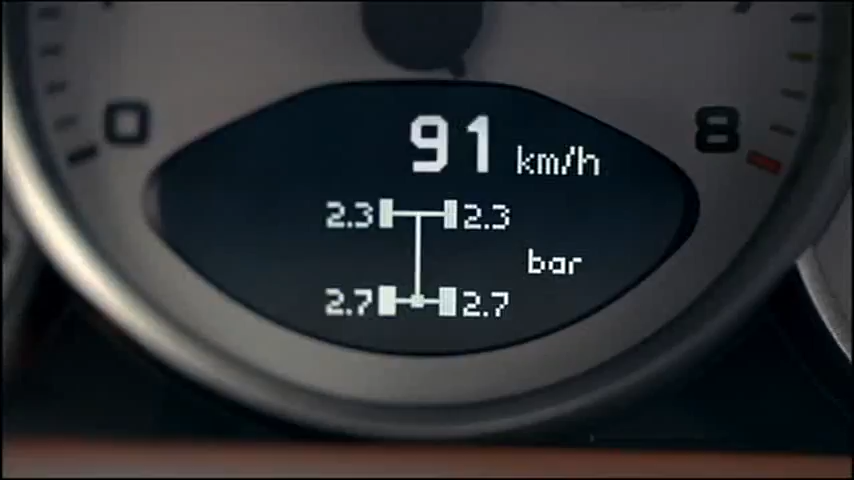 0
8
91 km/h
2.3 2.3
bar
2.7 2.7